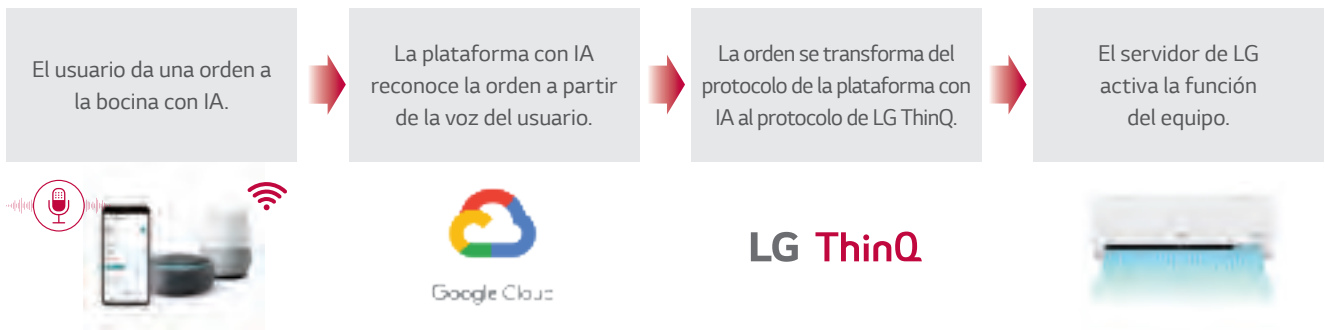 El usuario da una orden a
la bocina con IA.
La plataforma con IA
reconoce la orden a partir
de la voz del usuario.
La orden se transforma del
protocolo de la plataforma con
IA al protocolo de LG ThinQ.
El servidor de LG
activa la función
del equipo.
Google Cloud
LG ThinQ